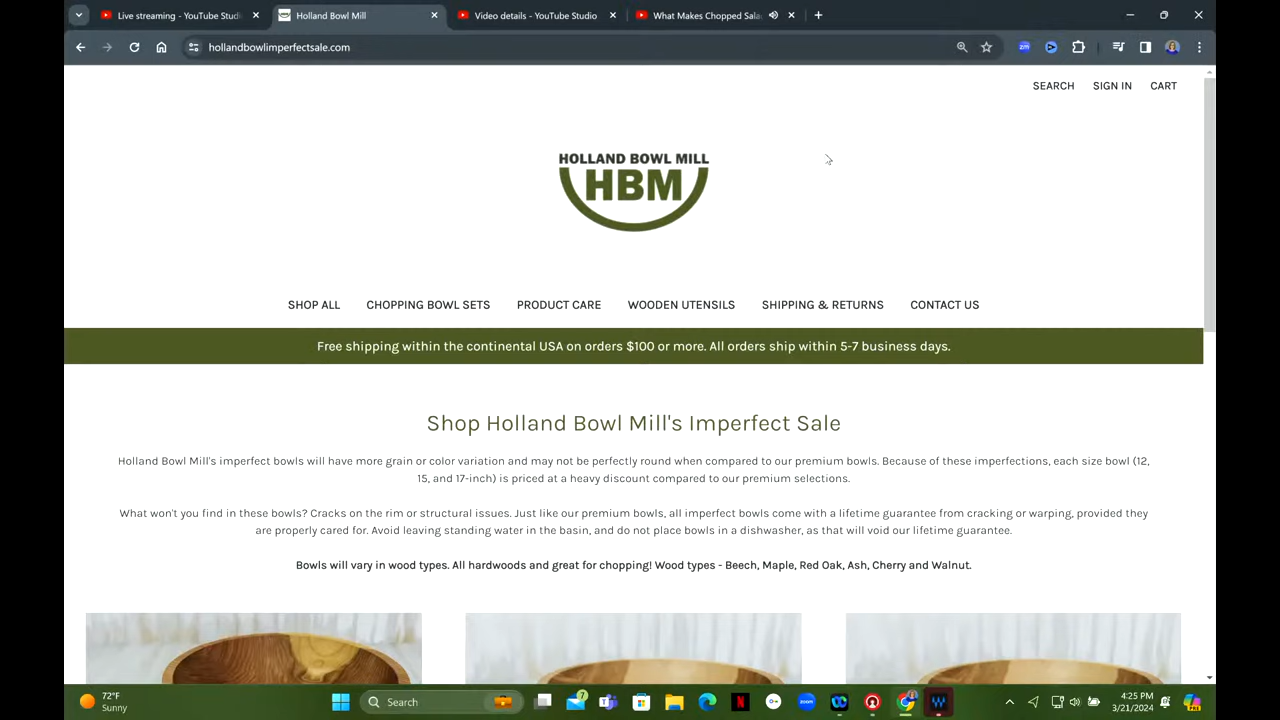 Live streaming - YouTube Studi
Holland Bowl Mill
Video details - YouTube Studio
What Makes Chopped Sala
hollandbowlimperfectsale.com
SEARCH SIGN IN CART
HOLLAND BOWL MILL
HBM
SHOP ALL CHOPPING BOWL SETS PRODUCT CARE WOODEN UTENSILS SHIPPING & RETURNS CONTACT US
Free shipping within the continental USA on orders $100 or more. All orders ship within 5-7 business days.
Shop Holland Bowl Mill's Imperfect Sale
Holland Bowl Mill's imperfect bowls will have more grain or color variation and may not be perfectly round when compared to our premium bowls. Because of these imperfections, each size bowl (12,
15, and 17-inch) is priced at a heavy discount compared to our premium selections.
What won't you find in these bowls? Cracks on the rim or structural issues. Just like our premium bowls, all imperfect bowls come with a lifetime guarantee from cracking or warping, provided they
are properly cared for. Avoid leaving standing water in the basin, and do not place bowls in a dishwasher, as that will void our lifetime guarantee.
Bowls will vary in wood types. All hardwoods and great for chopping! Wood types - Beech, Maple, Red Oak, Ash, Cherry and Walnut.
72°F
Sunny
Search
7
zoom
4:25 PM
3/21/2024